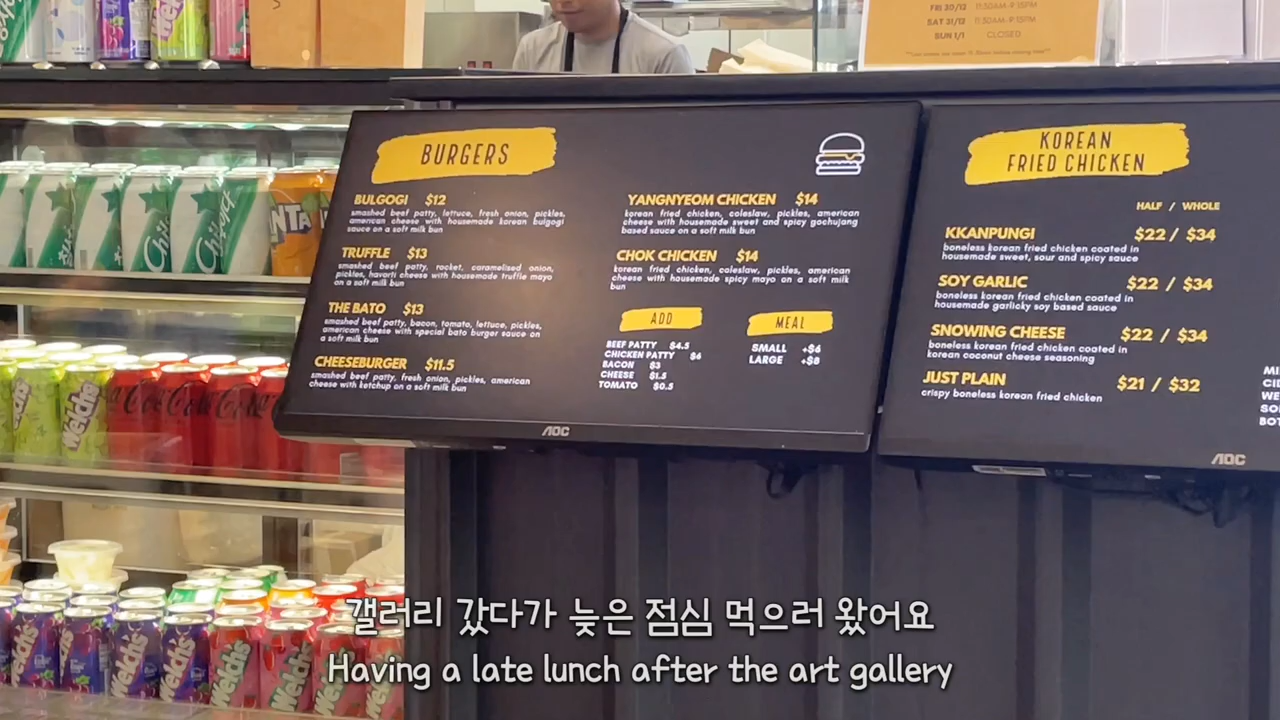 FRI 30/12 11:30AM-9:15PM
SAT 31/12 11:30AM-9:15PM
SUN 1/1 CLOSED
BURGERS
BULGOGI $12
smashed beef patty, lettuce, fresh onion, pickles,
american cheese with housemade korean bulgogi
sauce on a soft milk bun
TRUFFLE $13
smashed beef patty, rocket, caramelised onion,
pickles, havarti cheese with housemade truffle mayo
on a soft milk bun
THE BATO $13
smashed beef patty, bacon, tomato, lettuce, pickles,
american cheese with special bato burger sauce on
a soft milk bun
CHEESEBURGER $11.5
smashed beef patty, fresh onion, pickles, american
cheese with ketchup on a soft milk bun
YANGNYEOM CHICKEN $14
korean fried chicken, coleslaw, pickles, american
cheese with housemade sweet and spicy gochujang
based sauce on a soft milk bun
CHOK CHICKEN $14
korean fried chicken, coleslaw, pickles, american
cheese with housemade spicy mayo on a soft milk
bun
ADD
BEEF PATTY $4.5
CHICKEN PATTY $6
BACON $3
CHEESE $1.5
TOMATO $0.5
MEAL
SMALL +$6
LARGE +$8
AOC
KOREAN
FRIED CHICKEN
HALF / WHOLE
KKANPUNGI $22 / $34
boneless korean fried chicken coated in
housemade sweet, sour and spicy sauce
SOY GARLIC $22 / $34
boneless korean fried chicken coated in
housemade garlicky soy based sauce
SNOWING CHEESE $22 / $34
boneless korean fried chicken coated in
korean coconut cheese seasoning
JUST PLAIN $21 / $32
crispy boneless korean fried chicken
AOC
Chilsung
Welch's
Welch's
Welch's
Welch's
Welch's
Welch's
갤러리 갔다가 늦은 점심 먹으러 왔어요
Having a late lunch after the art gallery